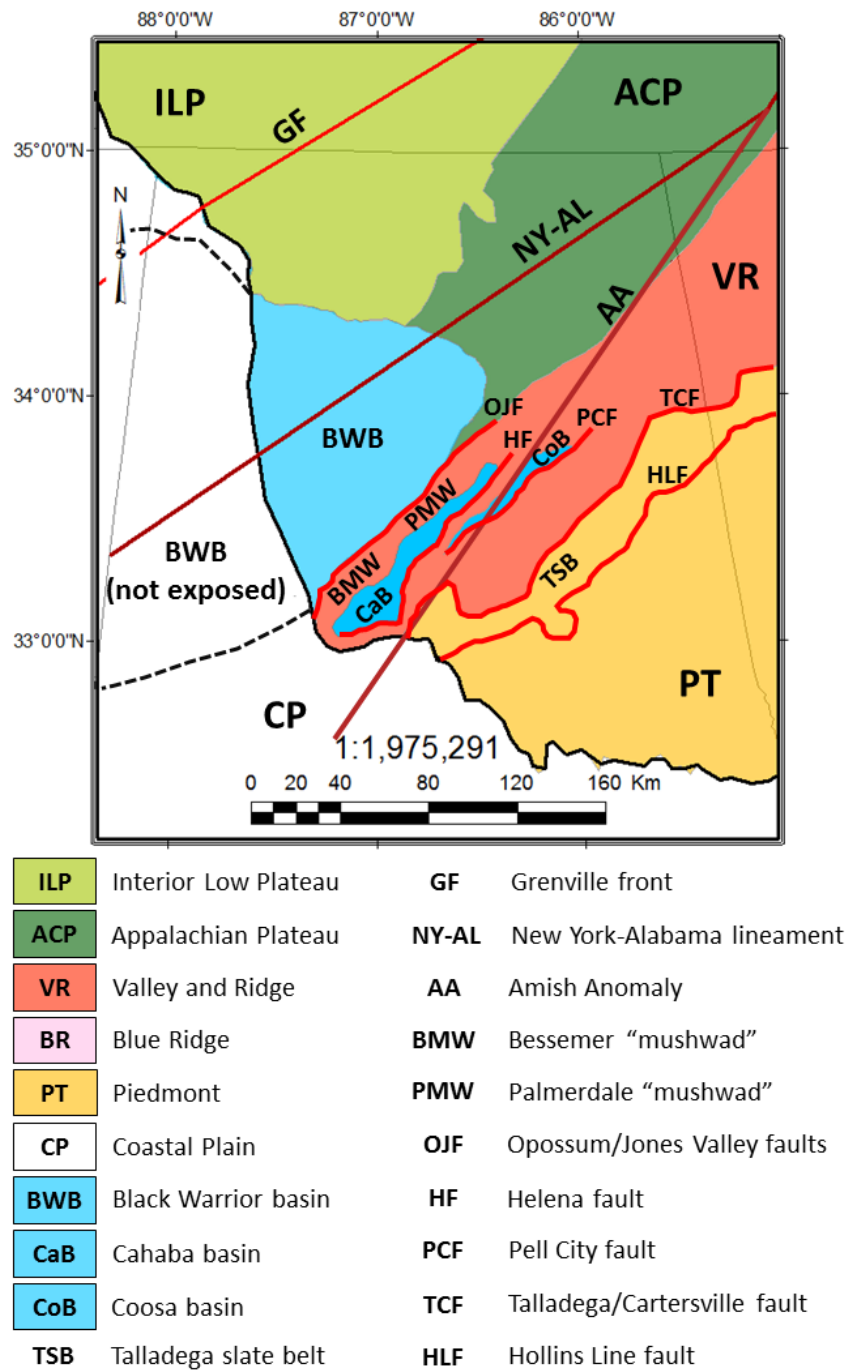 88°0'0"W 87°0'0"W 86°0'0"W
ILP
ACP
GF
35°0'0"N
N
NY-AL
VR
AA
34°0'0"N
OJF
TCF
PCF
HF
BWB
CoB
HLF
PMW
BWB
(not exposed)
BMW
TSB
CaB
33°0'0"N
PT
CP
1:1,975,291
0 20 40 80 120 160 Km
ILP Interior Low Plateau GF Grenville front
ACP Appalachian Plateau NY-AL New York-Alabama lineament
VR Valley and Ridge AA Amish Anomaly
BR Blue Ridge BMW Bessemer “mushwad”
PT Piedmont PMW Palmerdale “mushwad”
CP Coastal Plain OJF Opossum/Jones Valley faults
BWB Black Warrior basin HF Helena fault
CaB Cahaba basin PCF Pell City fault
CoB Coosa basin TCF Talladega/Cartersville fault
TSB Talladega slate belt HLF Hollins Line fault